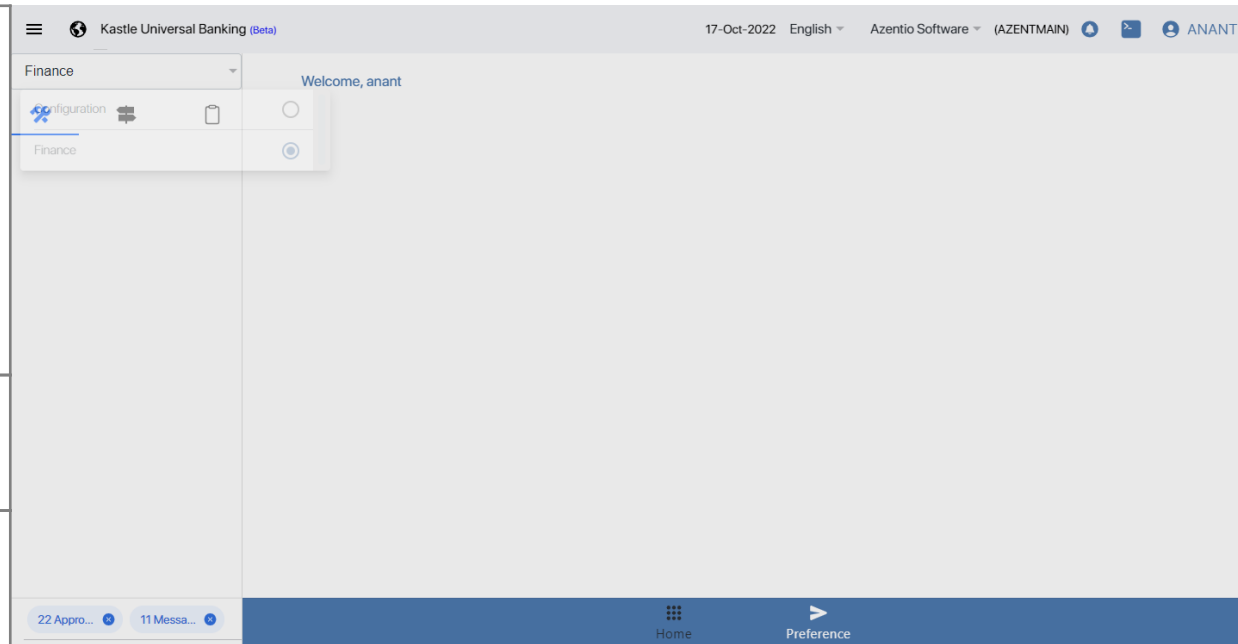 Kastle Universal Banking (Beta) 17-Oct-2022 English Azentio Software (AZENTMAIN) ANANT
Finance
Welcome, anant
Configuration
Finance
22 Appro... 11 Messa...
Home Preference